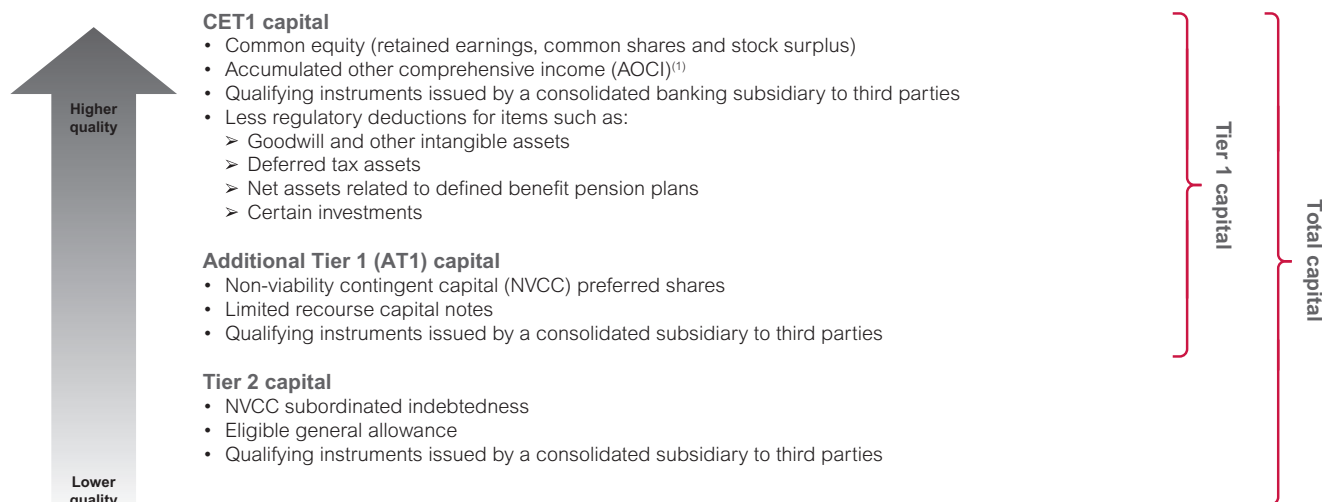 CET1 capital
• Common equity (retained earnings, common shares and stock surplus)
• Accumulated other comprehensive income (AOCI)(1)
• Qualifying instruments issued by a consolidated banking subsidiary to third parties
• Less regulatory deductions for items such as:
➢ Goodwill and other intangible assets
➢ Deferred tax assets
➢ Net assets related to defined benefit pension plans
➢ Certain investments
Higher
quality
Additional Tier 1 (AT1) capital
• Non-viability contingent capital (NVCC) preferred shares
• Limited recourse capital notes
• Qualifying instruments issued by a consolidated subsidiary to third parties
Tier 2 capital
• NVCC subordinated indebtedness
• Eligible general allowance
• Qualifying instruments issued by a consolidated subsidiary to third parties
Lower
quality
Tier 1 capital
Total capital